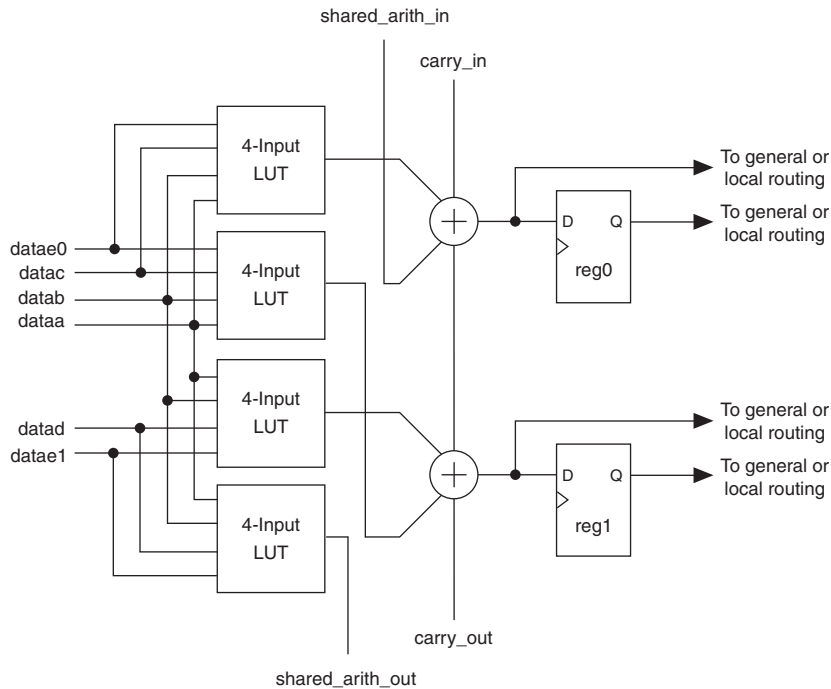 shared_arith_in
carry_in
4-Input
LUT
To general or
local routing
D
Q
To general or
local routing
reg0
datae0
datac
datab
dataa
4-Input
LUT
4-Input
LUT
To general or
local routing
datad
datae1
D
Q
To general or
local routing
reg1
4-Input
LUT
carry_out
shared_arith_out